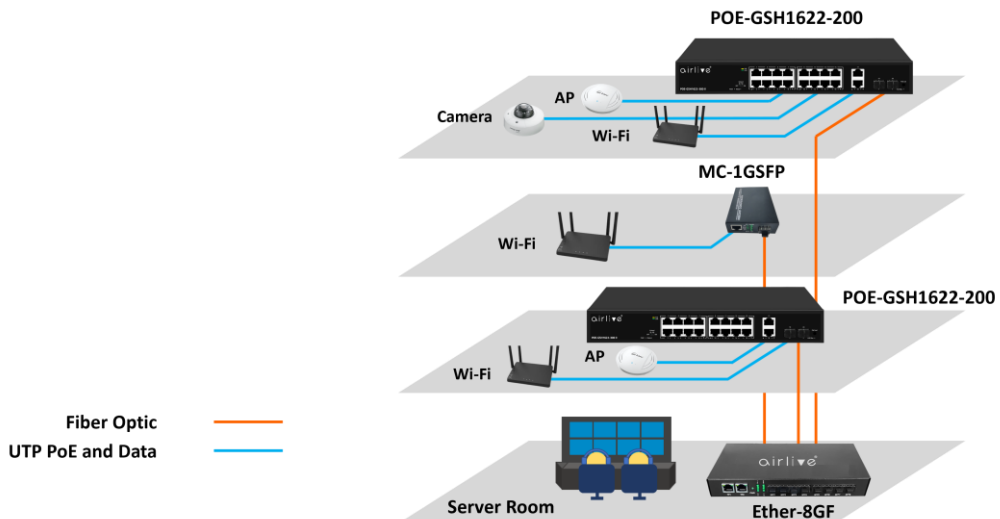 POE-GSH1622-200
airlive
AP
Camera
Wi-Fi
MC-1GSFP
Wi-Fi
POE-GSH1622-200
airlive
AP
Wi-Fi
Fiber Optic
UTP PoE and Data
airlive
Server Room
Ether-8GF